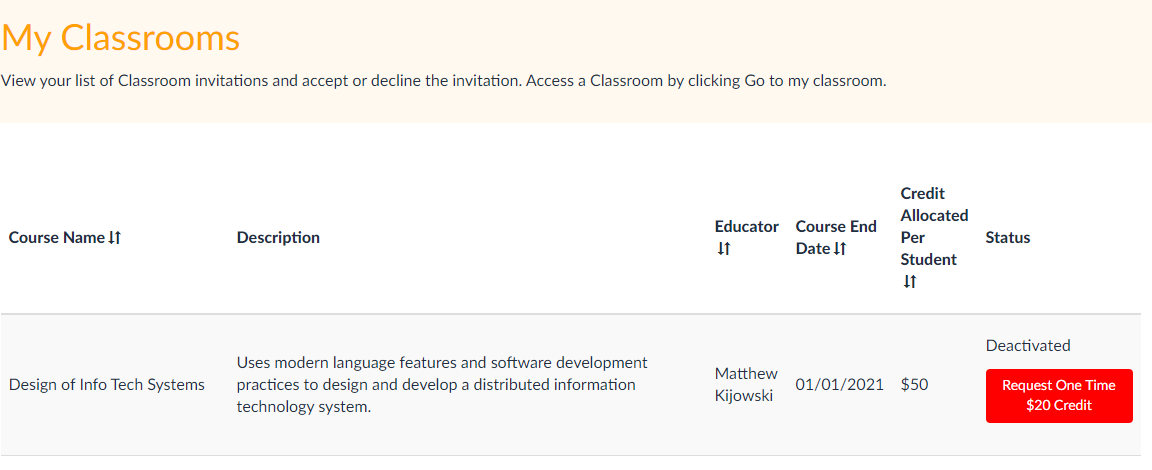 My Classrooms
View your list of Classroom invitations and accept or decline the invitation. Access a Classroom by clicking Go to my classroom.
Course Name
Description
Educator
Course End
Date
Credit
Allocated
Per
Student
Status
Design of Info Tech Systems
Uses modern language features and software development
practices to design and develop a distributed information
technology system.
Matthew
Kijowski
01/01/2021
$50
Deactivated
Request One Time
$20 Credit